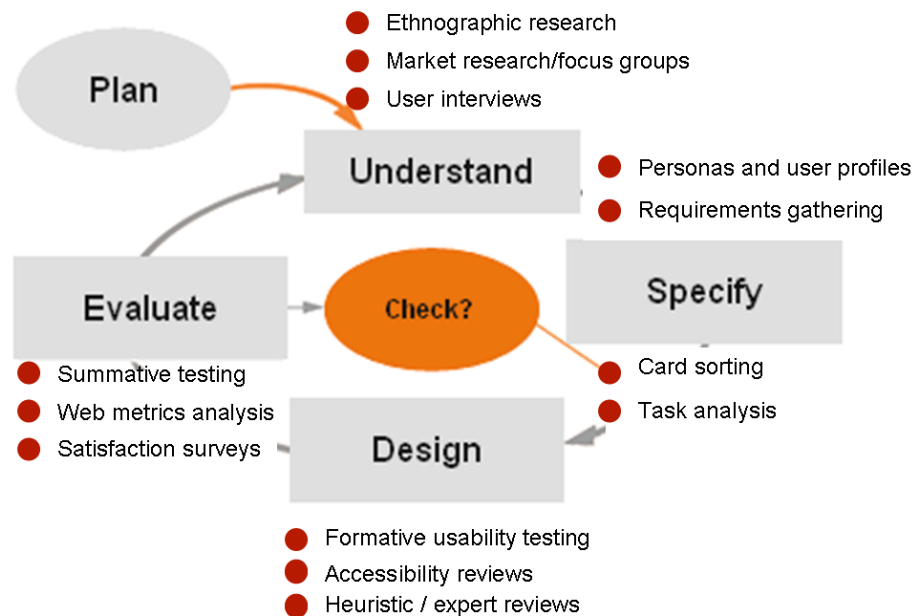 Plan
Ethnographic research
Market research/focus groups
User interviews
Understand
Personas and user profiles
Requirements gathering
Evaluate
Check?
Specify
Summative testing
Web metrics analysis
Satisfaction surveys
Card sorting
Task analysis
Design
Formative usability testing
Accessibility reviews
Heuristic / expert reviews